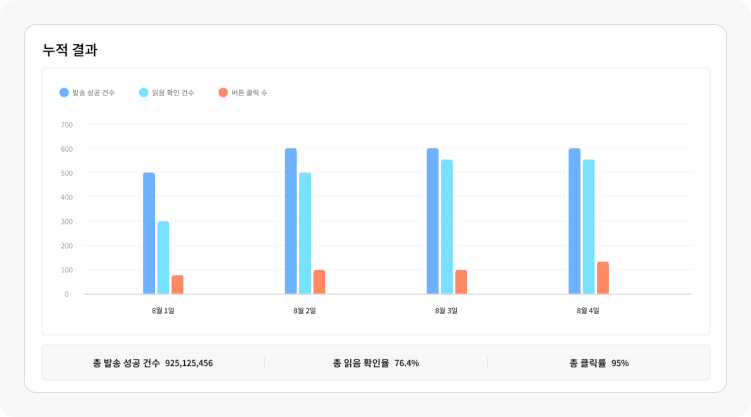 누적 결과
발송 성공 건수 읽음 확인 건수 버튼 클릭 수
700
600
500
400
300
200
100
0
8월 1일 8월 2일 8월 3일 8월 4일
총 발송 성공 건수 925,125,456 총 읽음 확인율 76.4% 총 클릭률 95%